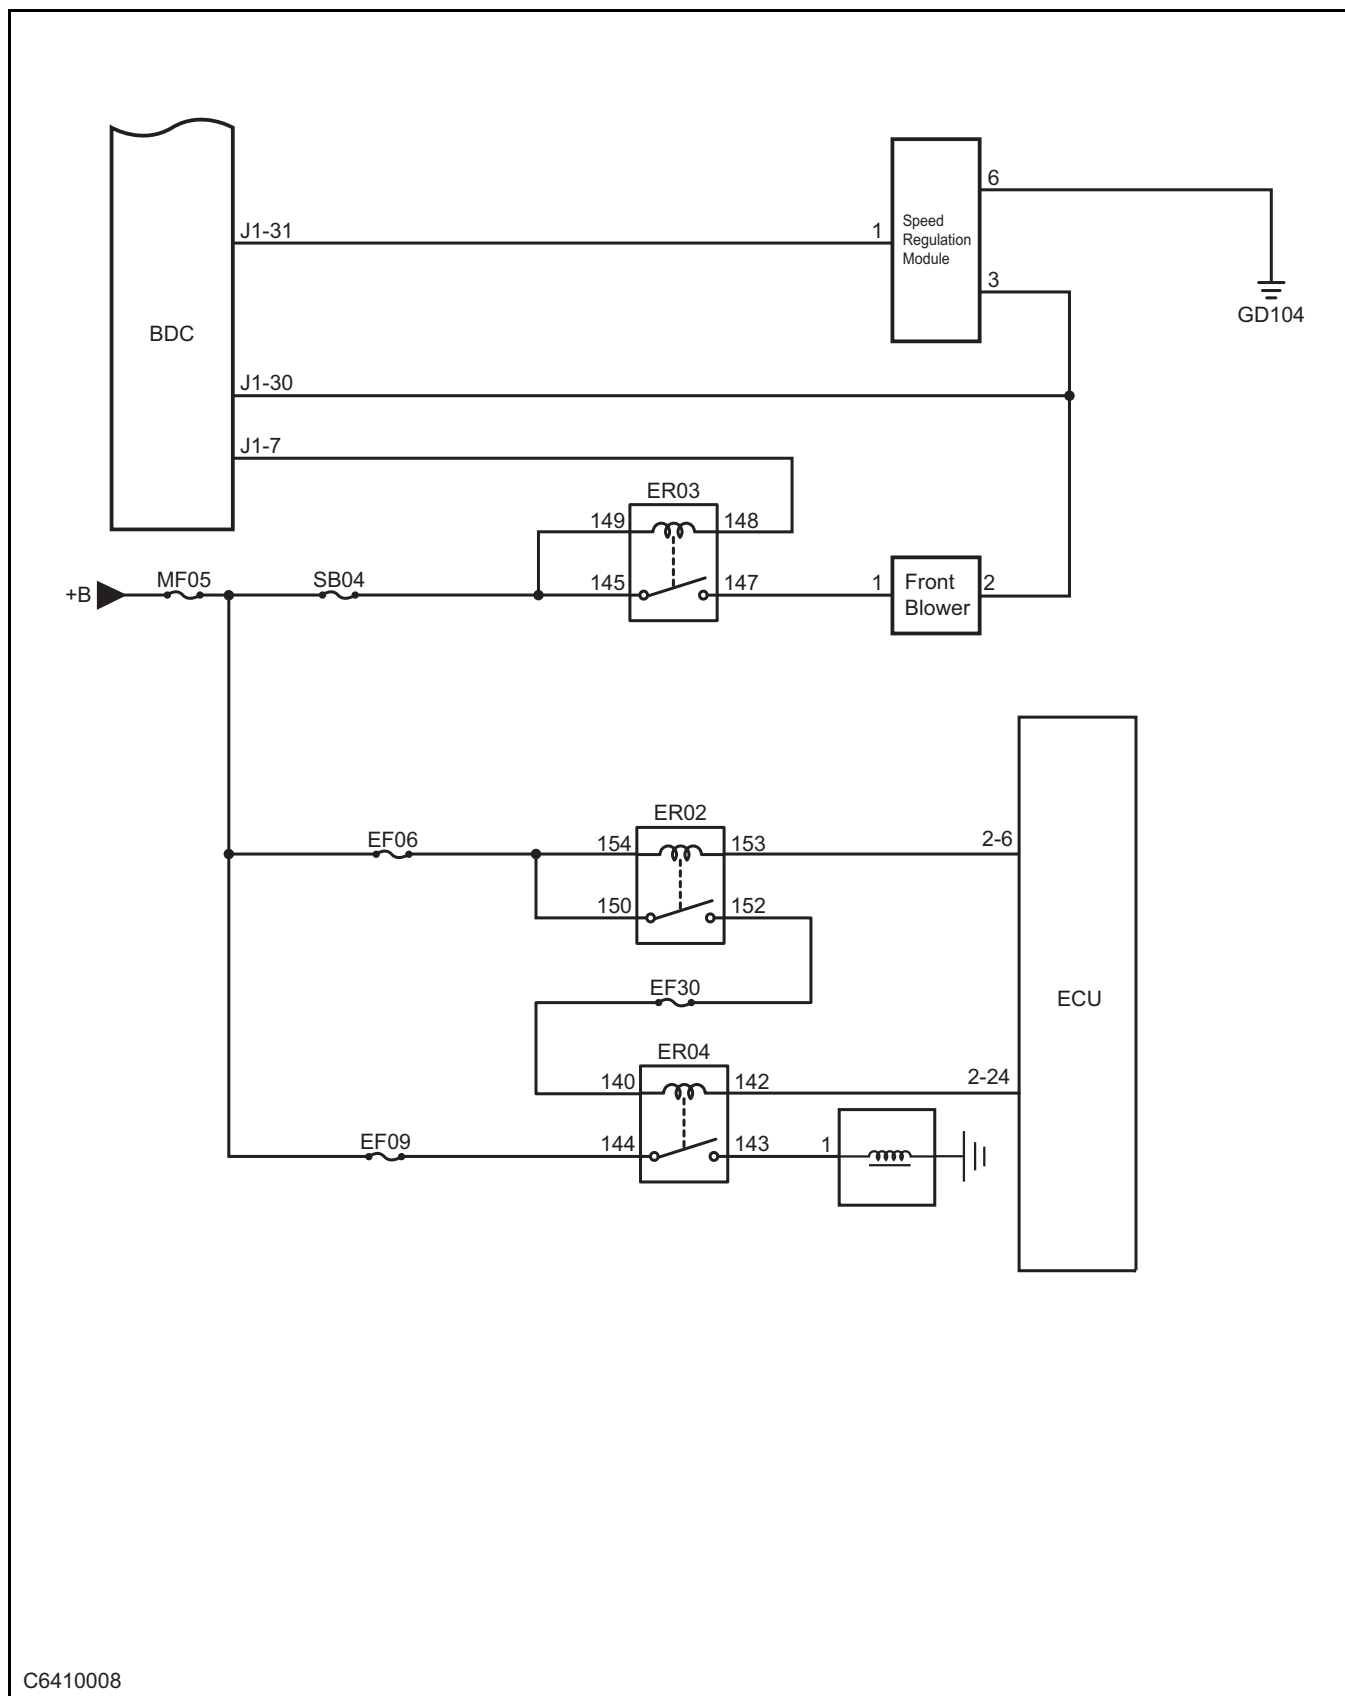 6
Speed
Regulation
Module
J1-31
1
3
GD104
BDC
J1-30
J1-7
ER03
149
148
MF05
SB04
145
147
1
Front
Blower
2
+B
ER02
EF06
154
153
2-6
150
152
EF30
ECU
ER04
140
142
2-24
EF09
144
143
1
C6410008